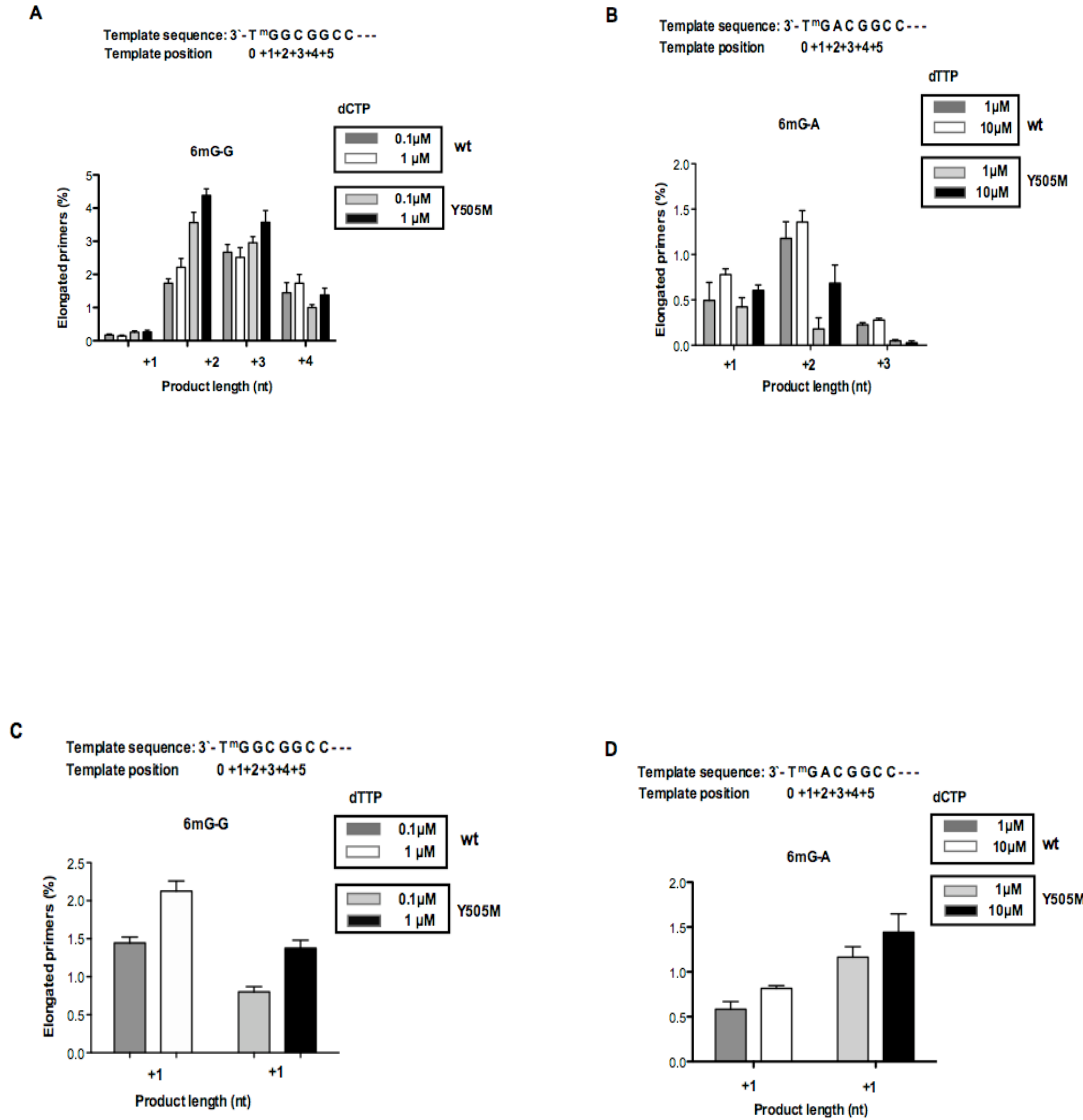 A
Template sequence: 3`- T ᵐG G C G G C C - - -
Template position 0 +1+2+3+4+5
dCTP
0.1µM
1 µM
wt
0.1µM
1 µM
Y505M
6mG-G
Elongated primers (%)
5
4
3
2
1
0
+1 +2 +3 +4
Product length (nt)
B
Template sequence: 3`- T ᵐG A C G G C C - - -
Template position 0 +1+2+3+4+5
dTTP
1µM
10µM
wt
1µM
10µM
Y505M
6mG-A
Elongated primers (%)
2.0
1.5
1.0
0.5
0.0
+1 +2 +3
Product length (nt)
C
Template sequence: 3`- T ᵐG G C G G C C - - -
Template position 0 +1+2+3+4+5
dTTP
0.1µM
1 µM
wt
0.1µM
1 µM
Y505M
6mG-G
Elongated primers (%)
2.5
2.0
1.5
1.0
0.5
0.0
+1 +1
Product length (nt)
D
Template sequence: 3`- T ᵐG A C G G C C - - -
Template position 0 +1+2+3+4+5
dCTP
1µM
10µM
wt
1µM
10µM
Y505M
6mG-A
Elongated primers (%)
2.0
1.5
1.0
0.5
0.0
+1 +1
Product length (nt)